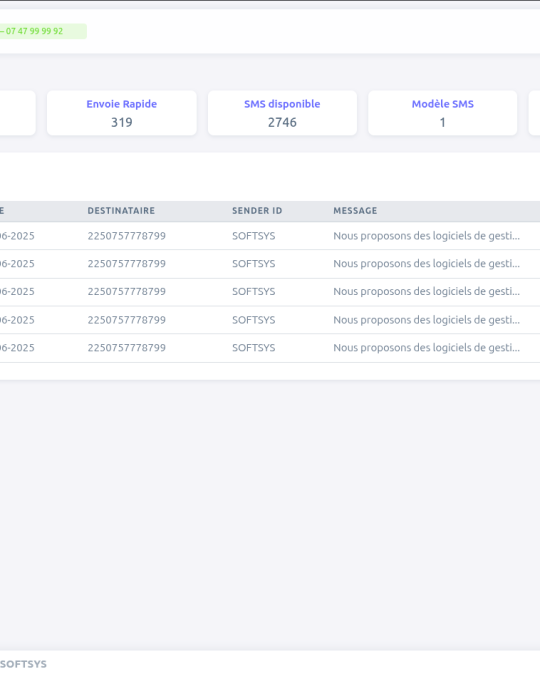 – 07 47 99 99 92
Envoie Rapide SMS disponible Modèle SMS
319 2746 1
E DESTINATAIRE SENDER ID MESSAGE
06-2025 2250757778799 SOFTSYS Nous proposons des logiciels de gesti...
06-2025 2250757778799 SOFTSYS Nous proposons des logiciels de gesti...
06-2025 2250757778799 SOFTSYS Nous proposons des logiciels de gesti...
06-2025 2250757778799 SOFTSYS Nous proposons des logiciels de gesti...
06-2025 2250757778799 SOFTSYS Nous proposons des logiciels de gesti...
SOFTSYS